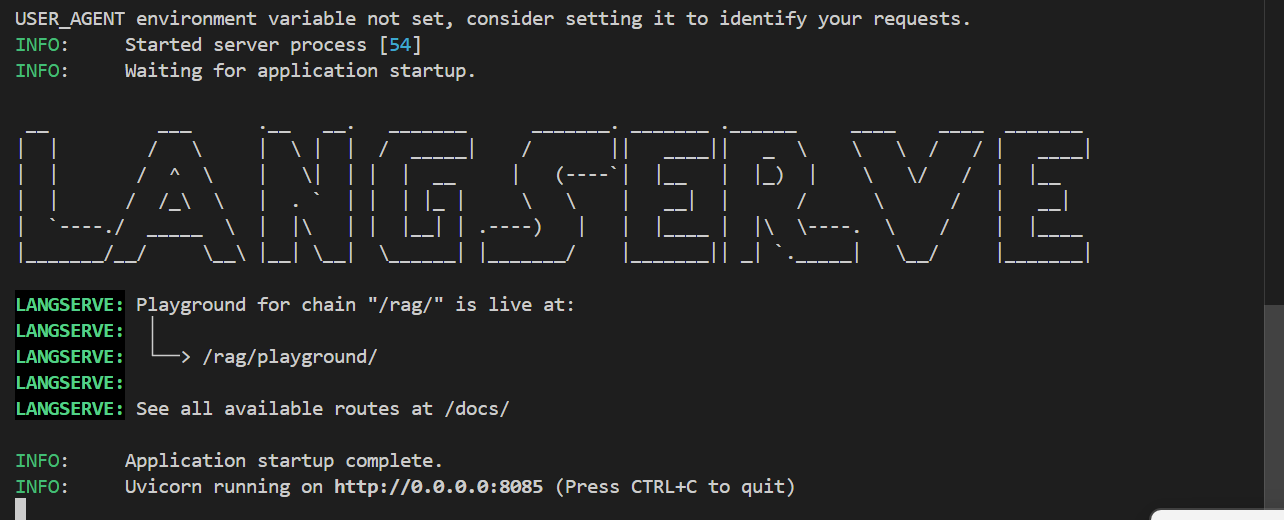 USER_AGENT environment variable not set, consider setting it to identify your requests.
INFO:     Started server process [54]
INFO:     Waiting for application startup.
LANGSERVE
LANGSERVE: Playground for chain "/rag/" is live at:
LANGSERVE:  │
LANGSERVE:  └──> /rag/playground/
LANGSERVE:
LANGSERVE: See all available routes at /docs/
INFO:     Application startup complete.
INFO:     Uvicorn running on http://0.0.0.0:8085 (Press CTRL+C to quit)